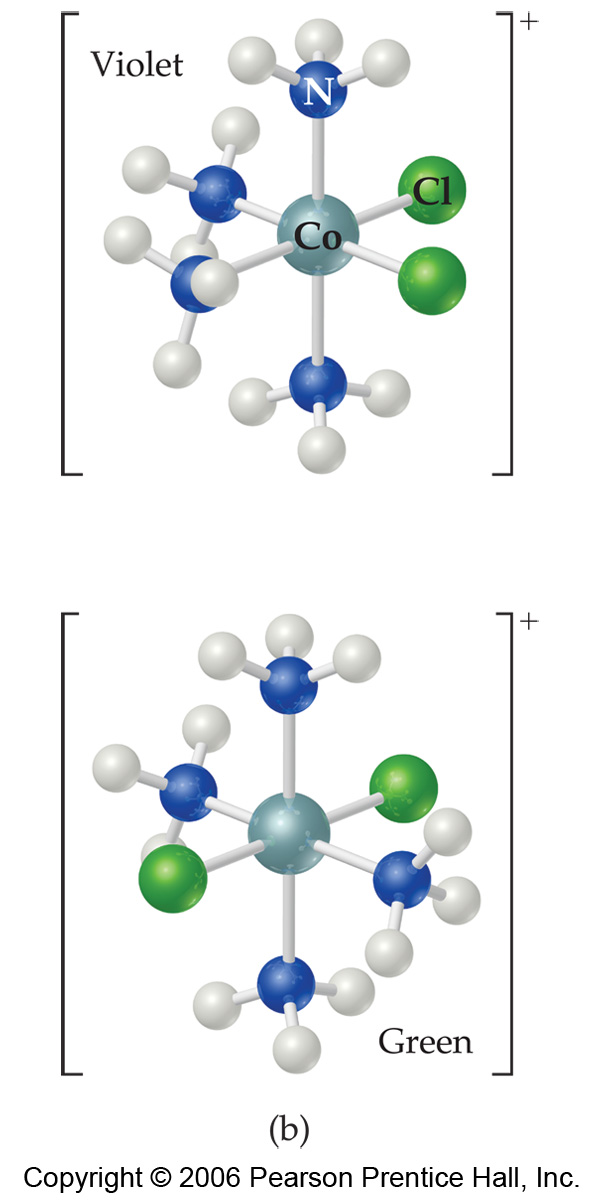 Violet
+
N
Cl
Co
+
Green
(b)
Copyright © 2006 Pearson Prentice Hall, Inc.